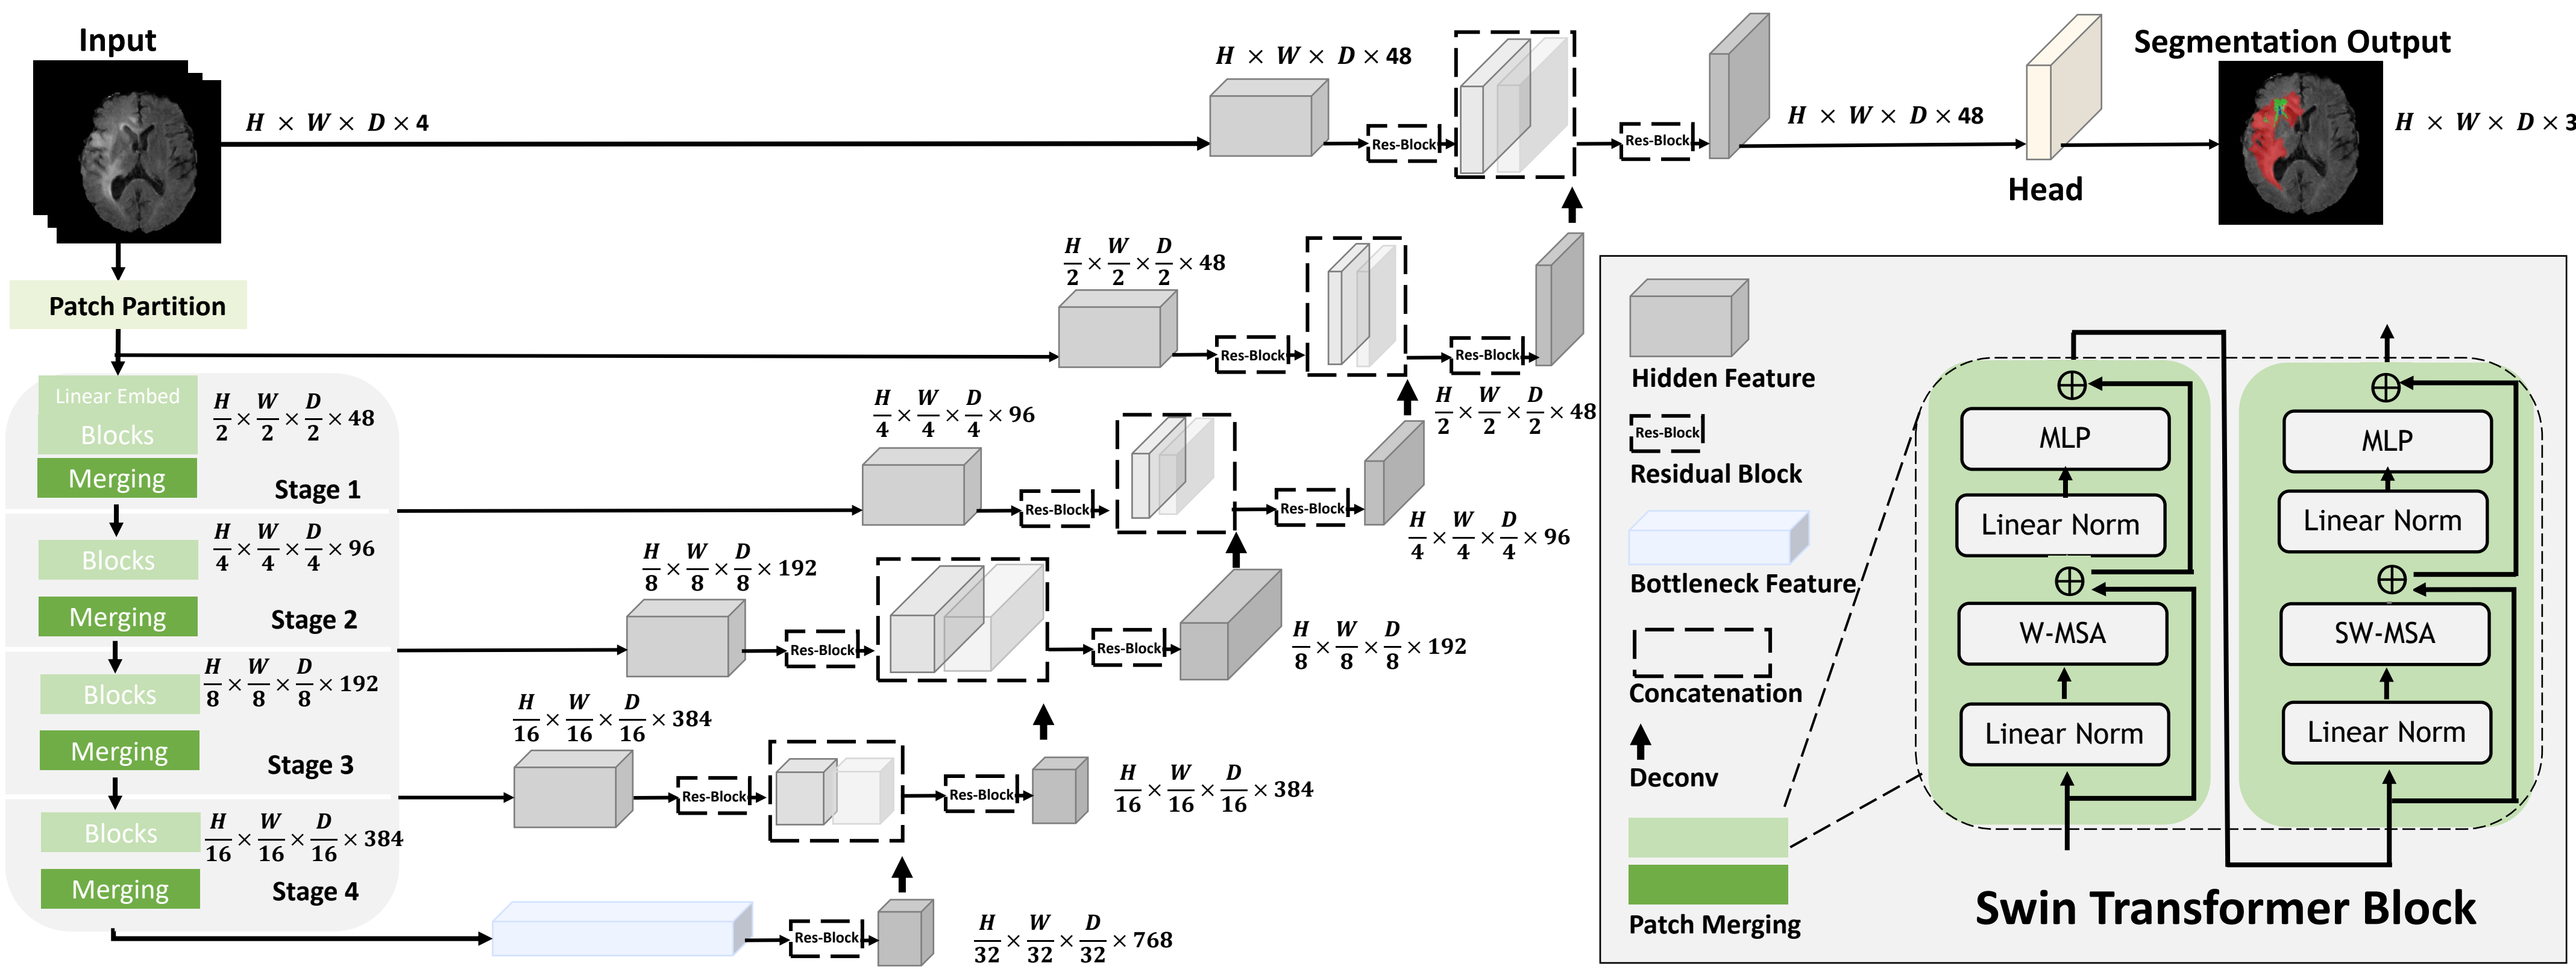 Input
H × W × D × 4
H × W × D × 48
Res-Block
Res-Block
H × W × D × 48
Head
Segmentation Output
H × W × D × 3
Patch Partition
H/2 × W/2 × D/2 × 48
Res-Block
Res-Block
H/2 × W/2 × D/2 × 48
Linear Embed
Blocks
H/2 × W/2 × D/2 × 48
Merging
Stage 1
H/4 × W/4 × D/4 × 96
Res-Block
Res-Block
H/4 × W/4 × D/4 × 96
Blocks
H/4 × W/4 × D/4 × 96
Merging
Stage 2
H/8 × W/8 × D/8 × 192
Res-Block
Res-Block
H/8 × W/8 × D/8 × 192
Blocks
H/8 × W/8 × D/8 × 192
Merging
Stage 3
H/16 × W/16 × D/16 × 384
Res-Block
Res-Block
H/16 × W/16 × D/16 × 384
Blocks
H/16 × W/16 × D/16 × 384
Merging
Stage 4
Res-Block
H/32 × W/32 × D/32 × 768
Hidden Feature
Res-Block
Residual Block
Bottleneck Feature
Concatenation
Deconv
Patch Merging
MLP
Linear Norm
W-MSA
Linear Norm
MLP
Linear Norm
SW-MSA
Linear Norm
Swin Transformer Block